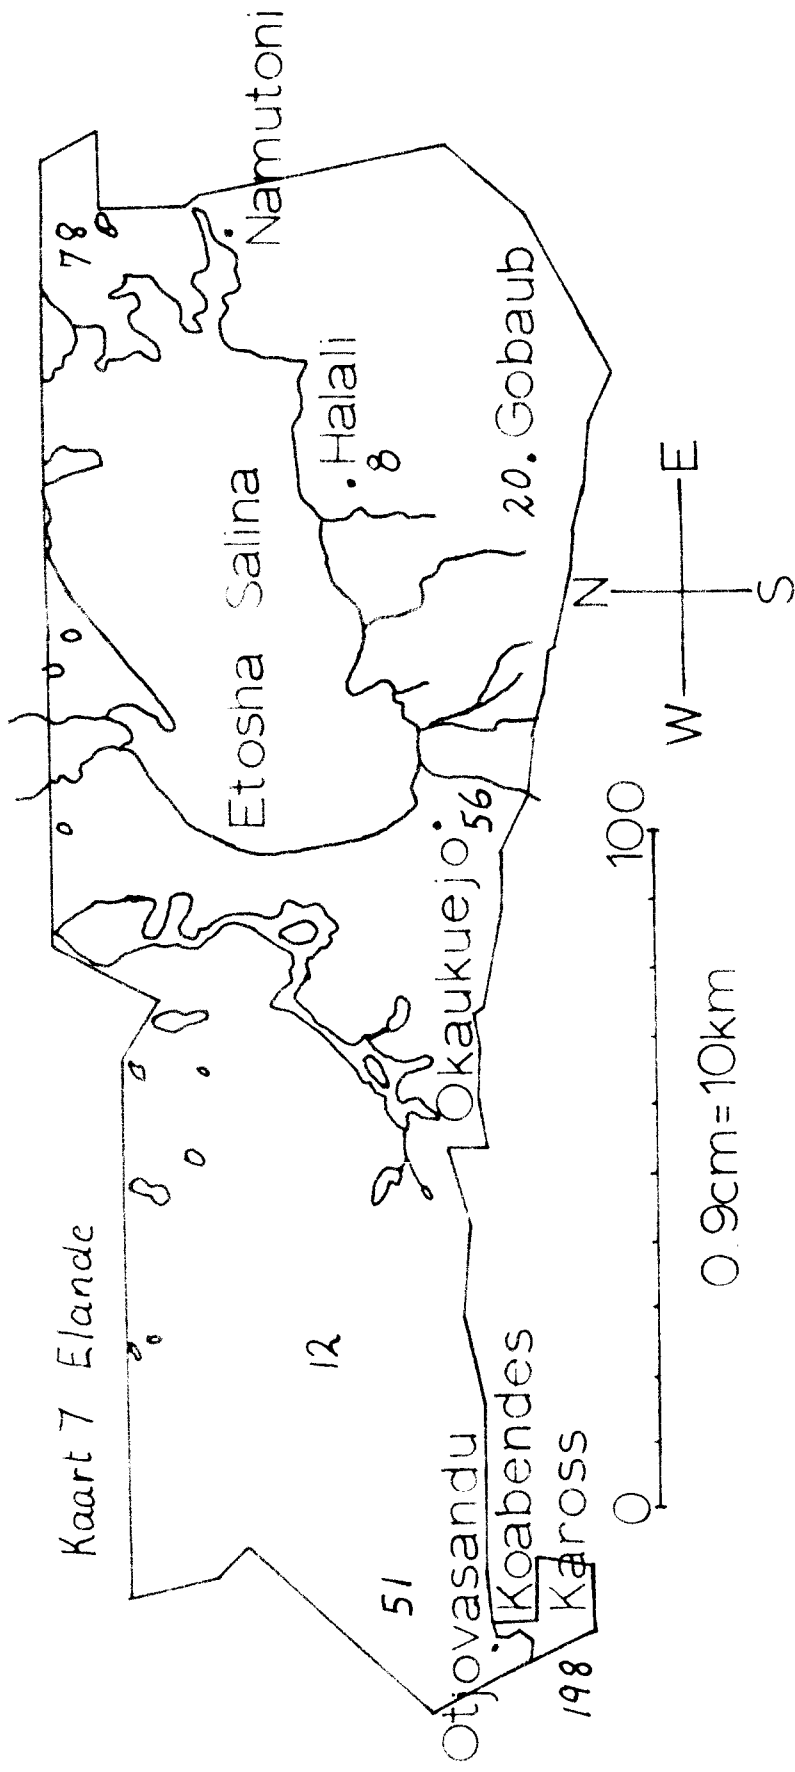 Kaart 7 Elande
78
Namutoni
Etosha Salina
Halali
8
20
Gobaub
56
Okaukuejo
12
51
Otjovasandu
Koabendes
Kaross
198
N
W
E
S
0
100
0.9cm=10km